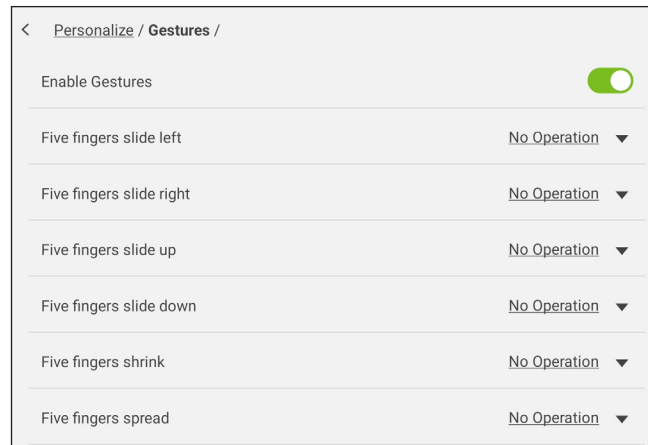 Personalize / Gestures /
Enable Gestures
Five fingers slide left No Operation
Five fingers slide right No Operation
Five fingers slide up No Operation
Five fingers slide down No Operation
Five fingers shrink No Operation
Five fingers spread No Operation